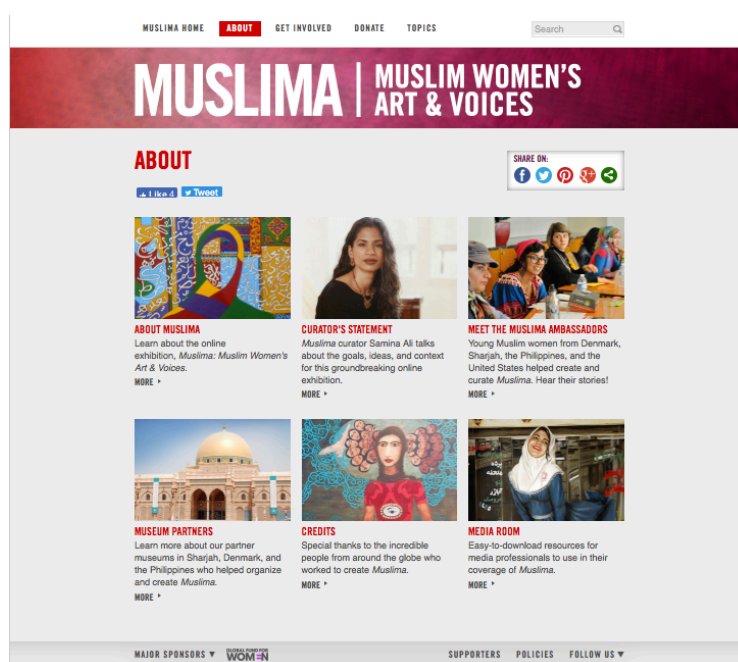 MUSLIMA HOME ABOUT GET INVOLVED DONATE TOPICS Search
MUSLIMA MUSLIM WOMEN'S
ART & VOICES
ABOUT
SHARE ON:
Like 4 Tweet
ABOUT MUSLIMA
Learn about the online
exhibition, Muslima: Muslim Women's
Art & Voices.
MORE
CURATOR'S STATEMENT
Muslima curator Samina Ali talks
about the goals, ideas, and context
for this groundbreaking online
exhibition.
MORE
MEET THE MUSLIMA AMBASSADORS
Young Muslim women from Denmark,
Sharjah, the Philippines, and the
United States helped create and
curate Muslima. Hear their stories!
MORE
MUSEUM PARTNERS
Learn more about our partner
museums in Sharjah, Denmark, and
the Philippines who helped organize
and create Muslima.
MORE
CREDITS
Special thanks to the incredible
people from around the globe who
worked to create Muslima.
MORE
پرده
MEDIA ROOM
Easy-to-download resources for
media professionals to use in their
coverage of Muslima.
MORE
MAJOR SPONSORS GLOBAL FUND FOR
WOMEN SUPPORTERS POLICIES FOLLOW US